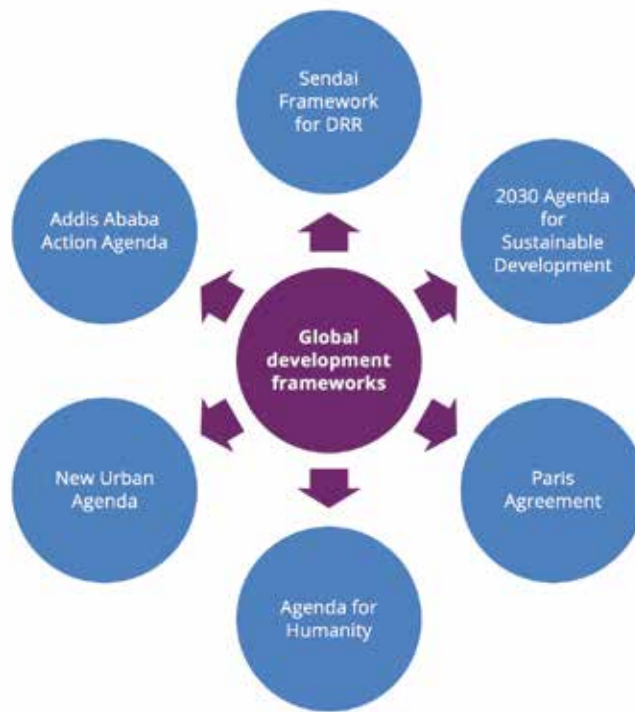 Sendai
Framework
for DRR
2030 Agenda
for
Sustainable
Development
Paris
Agreement
Agenda for
Humanity
New Urban
Agenda
Addis Ababa
Action Agenda
Global
development
frameworks